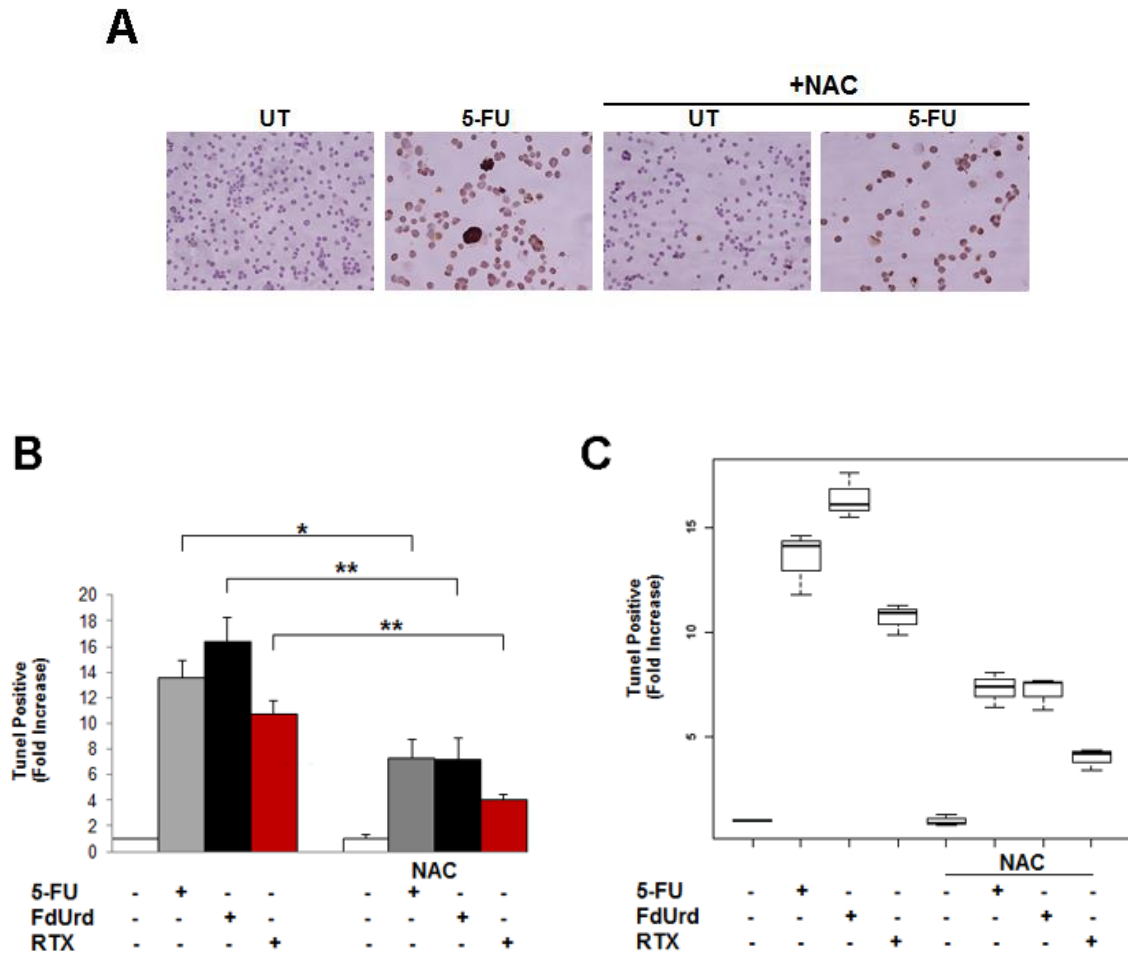 A
+NAC
UT 5-FU UT 5-FU
B
*
**
**
20
18
16
14
12
10
8
6
4
2
0
Tunel Positive
(Fold Increase)
NAC
5-FU - + - - - + - -
FdUrd - - + - - - + -
RTX - - - + - - - +
C
15
10
5
Tunel Positive
(Fold Increase)
NAC
5-FU - + - - - + - -
FdUrd - - + - - - + -
RTX - - - + - - - +